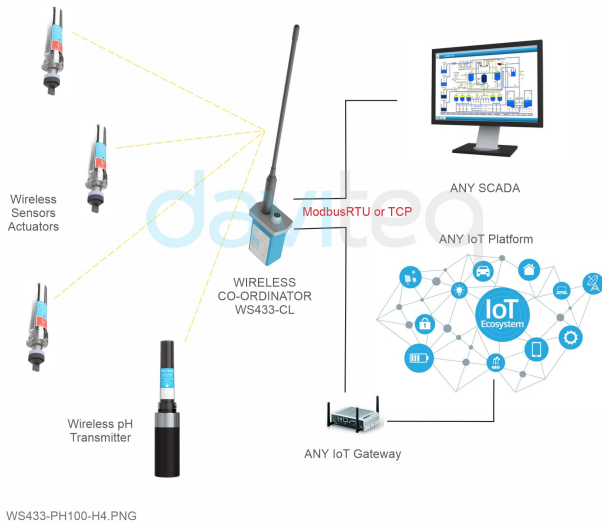 daviteq
Wireless
Sensors
Actuators
ModbusRTU or TCP
WIRELESS
CO-ORDINATOR
WS433-CL
ANY SCADA
ANY IoT Platform
IoT
Ecosystem
Wireless pH
Transmitter
ANY IoT Gateway
WS433-PH100-H4.PNG